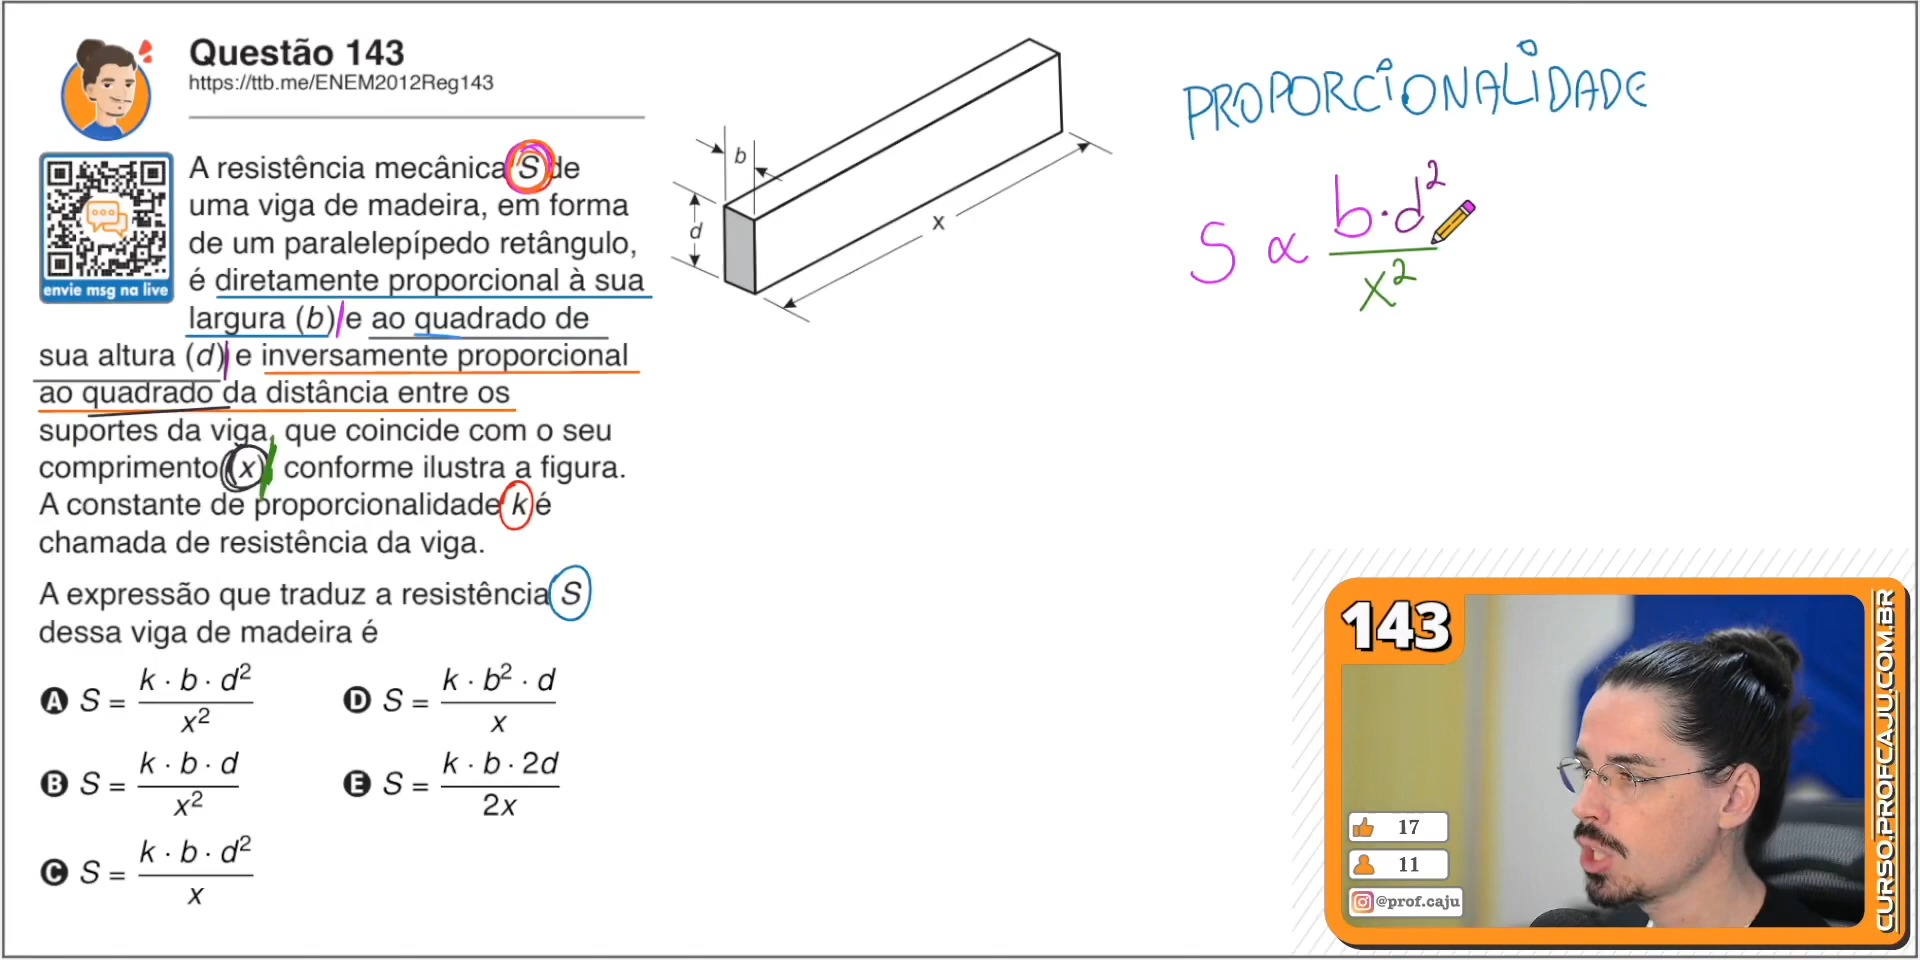 Questão 143
https://ttb.me/ENEM2012Reg143
envie msg na live
A resistência mecânica S de
uma viga de madeira, em forma
de um paralelepípedo retângulo,
é diretamente proporcional à sua
largura (b) e ao quadrado de
sua altura (d) e inversamente proporcional
ao quadrado da distância entre os
suportes da viga, que coincide com o seu
comprimento (x), conforme ilustra a figura.
A constante de proporcionalidade k é
chamada de resistência da viga.
A expressão que traduz a resistência S
dessa viga de madeira é
A S = k · b · d² / x²
B S = k · b · d / x²
C S = k · b · d² / x
D S = k · b² · d / x
E S = k · b · 2d / 2x
b
d
x
PROPORCIONALIDADE
S ∝ b · d² / x²
143
17
11
@prof.caju
CURSO.PROFCAJU.COM.BR